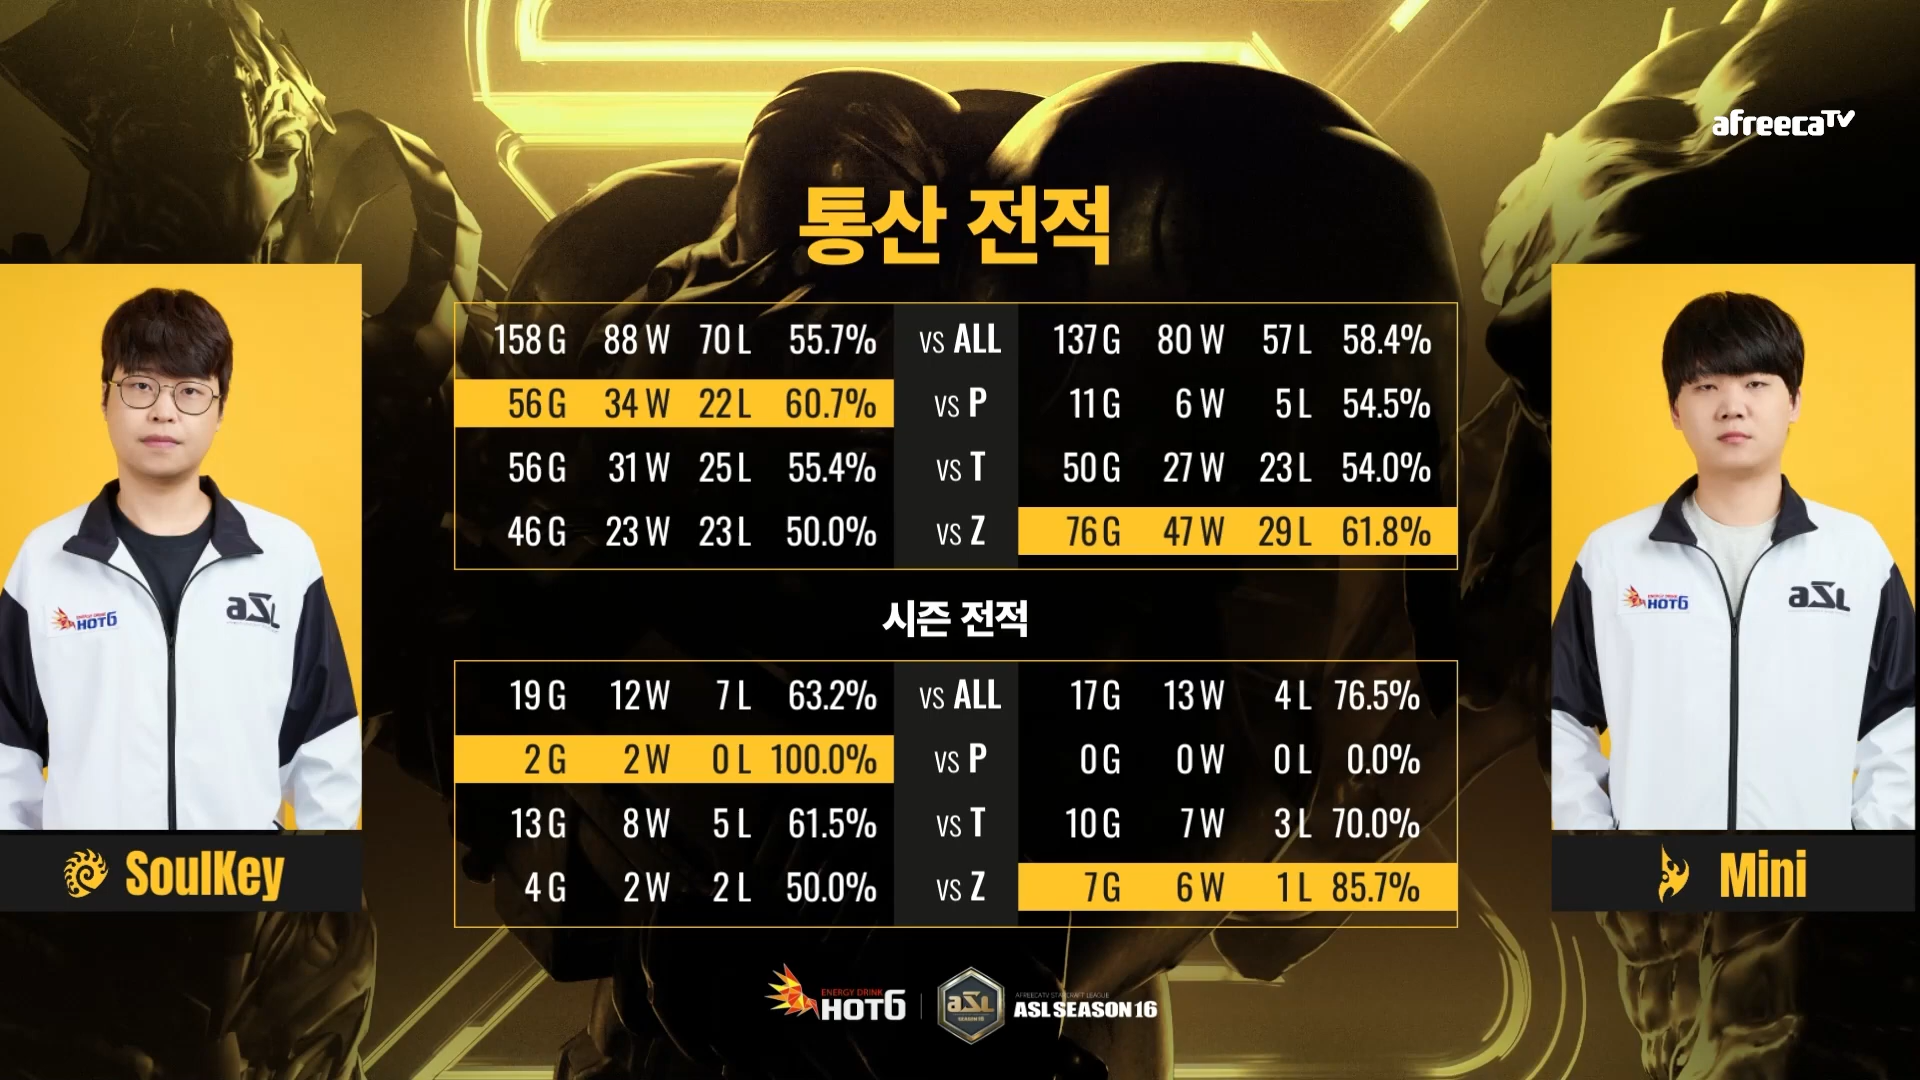 afreecaTV
통산 전적
158 G 88 W 70 L 55.7% vs ALL 137 G 80 W 57 L 58.4%
56 G 34 W 22 L 60.7% vs P 11 G 6 W 5 L 54.5%
56 G 31 W 25 L 55.4% vs T 50 G 27 W 23 L 54.0%
46 G 23 W 23 L 50.0% vs Z 76 G 47 W 29 L 61.8%
시즌 전적
19 G 12 W 7 L 63.2% vs ALL 17 G 13 W 4 L 76.5%
2 G 2 W 0 L 100.0% vs P 0 G 0 W 0 L 0.0%
13 G 8 W 5 L 61.5% vs T 10 G 7 W 3 L 70.0%
4 G 2 W 2 L 50.0% vs Z 7 G 6 W 1 L 85.7%
ENERGY DRINK
HOT6
aSL
ENERGY DRINK
HOT6
aSL
SoulKey
Mini
ENERGY DRINK
HOT6
aSL
SEASON 16
AFREECATV STARCRAFT LEAGUE
ASL SEASON 16